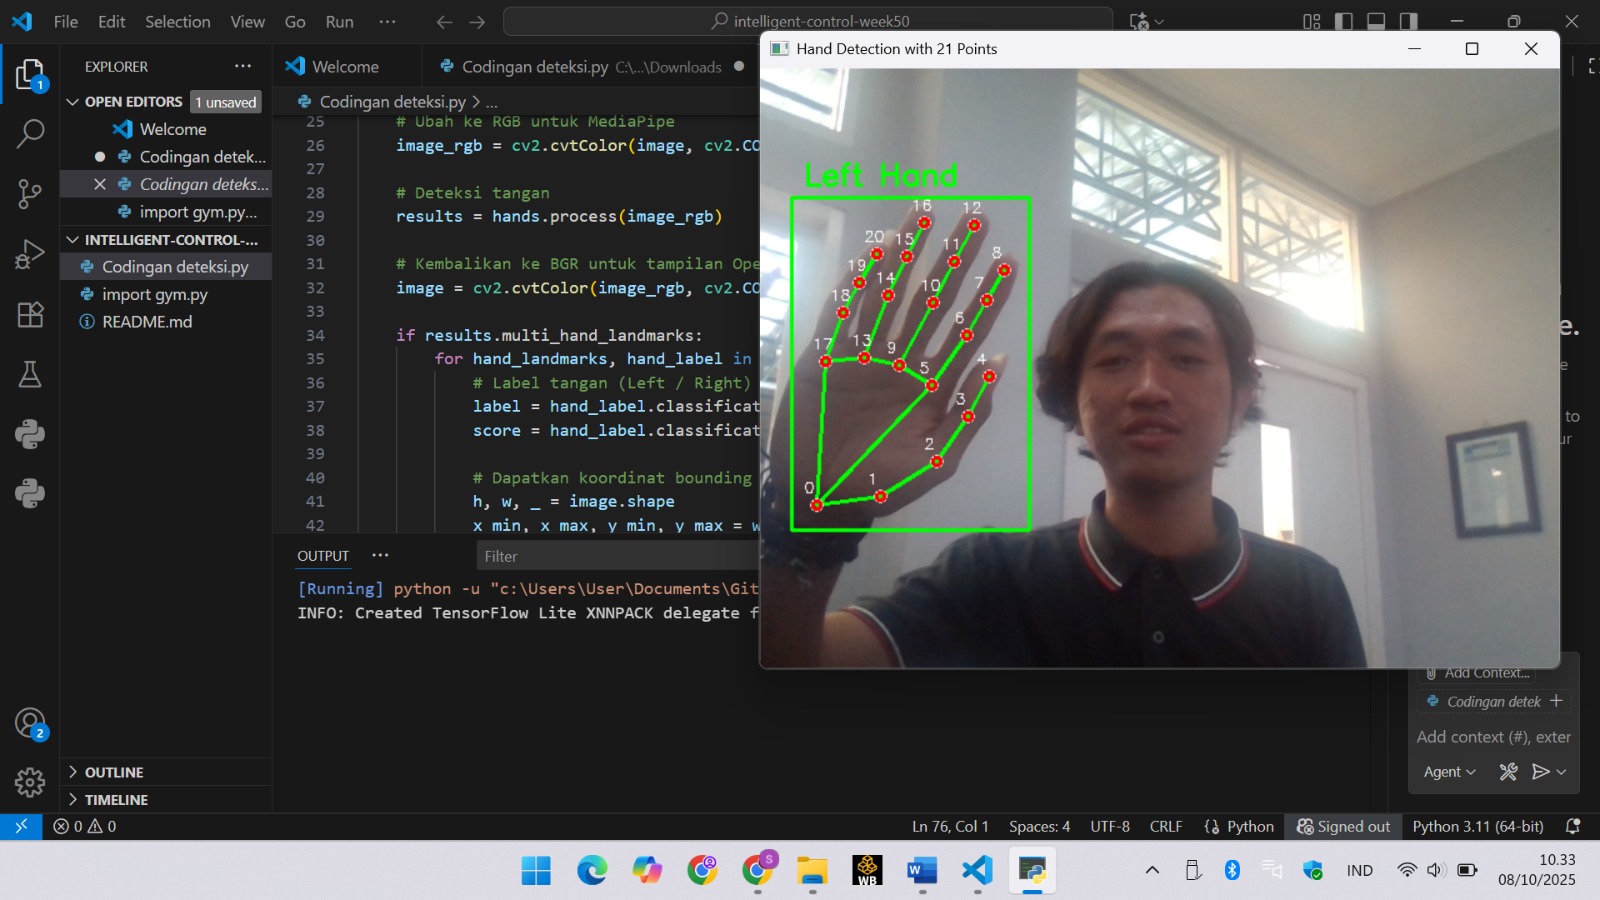 File Edit Selection View Go Run ···
intelligent-control-week50
Hand Detection with 21 Points
EXPLORER
OPEN EDITORS 1 unsaved
Welcome
Codingan detek...
Codingan deteks...
import gym.py...
INTELLIGENT-CONTROL-...
Codingan deteksi.py
import gym.py
README.md
OUTLINE
TIMELINE
Welcome
Codingan deteksi.py C:\...\Downloads
Codingan deteksi.py > ...
25 # Ubah ke RGB untuk MediaPipe
26 image_rgb = cv2.cvtColor(image, cv2.CO
27
28 # Deteksi tangan
29 results = hands.process(image_rgb)
30
31 # Kembalikan ke BGR untuk tampilan Ope
32 image = cv2.cvtColor(image_rgb, cv2.CO
33
34 if results.multi_hand_landmarks:
35 for hand_landmarks, hand_label in
36 # Label tangan (Left / Right)
37 label = hand_label.classificat
38 score = hand_label.classificat
39
40 # Dapatkan koordinat bounding
41 h, w, _ = image.shape
42 x_min, x_max, y_min, y_max = w
OUTPUT ···
Filter
[Running] python -u "c:\Users\User\Documents\Git
INFO: Created TensorFlow Lite XNNPACK delegate f
Left Hand
16 12
20 15 11 8
19 14 10 7
18 6
17 13 9 5 4
3
2
0 1
e.
e
to
ur
Add Context...
Codingan detek
Add context (#), exter
Agent
1
2
0 0
Ln 76, Col 1 Spaces: 4 UTF-8 CRLF {} Python Signed out Python 3.11 (64-bit)
S
WB
W
IND
10.33
08/10/2025